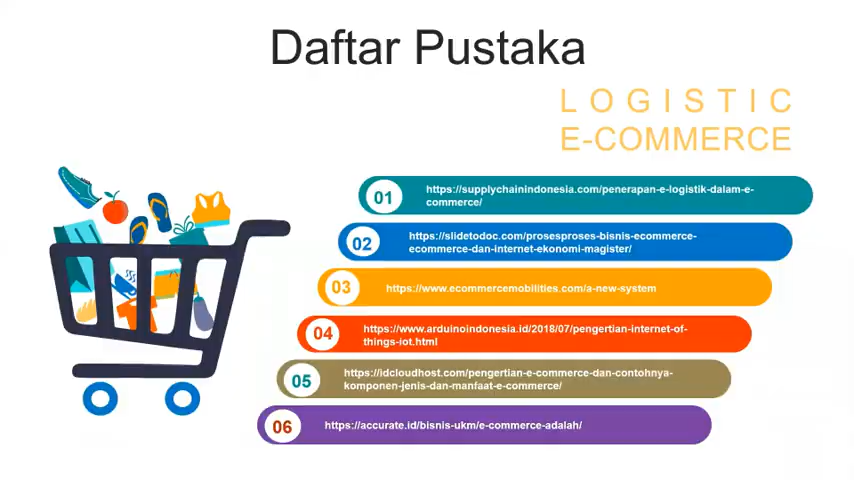 Daftar Pustaka
LOGISTIC
E-COMMERCE
01
https://supplychainindonesia.com/penerapan-e-logistik-dalam-e-
commerce/
02
https://slidetodoc.com/prosesproses-bisnis-ecommerce-
ecommerce-dan-internet-ekonomi-magister/
03
https://www.ecommercemobilities.com/a-new-system
04
https://www.arduinoindonesia.id/2018/07/pengertian-internet-of-
things-iot.html
05
https://idcloudhost.com/pengertian-e-commerce-dan-contohnya-
komponen-jenis-dan-manfaat-e-commerce/
06
https://accurate.id/bisnis-ukm/e-commerce-adalah/